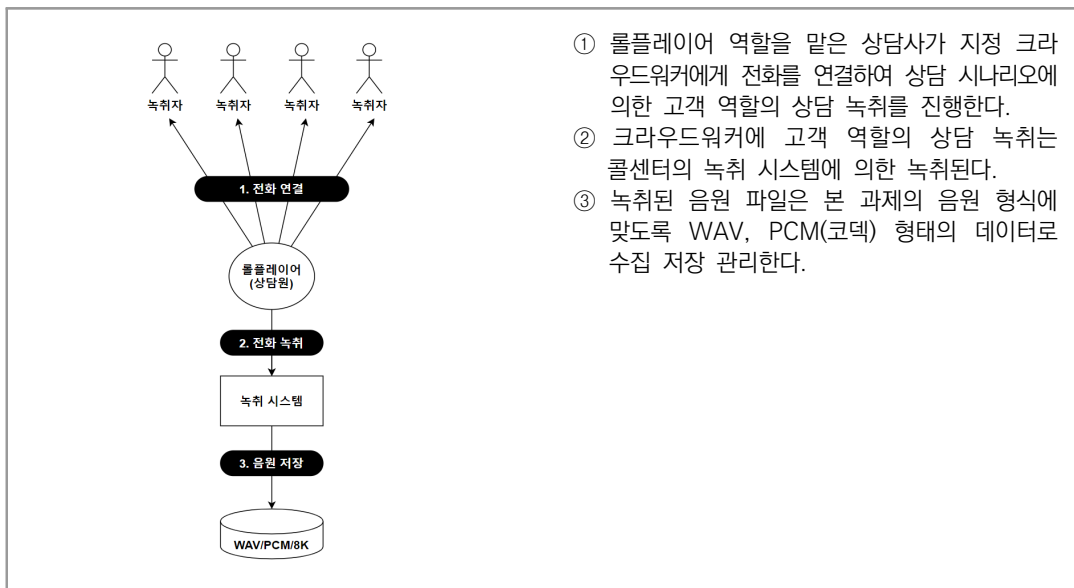 녹취자 녹취자 녹취자 녹취자
1. 전화 연결
롤플레이어
(상담원)
2. 전화 녹취
녹취 시스템
3. 음원 저장
WAV/PCM/8K
① 롤플레이어 역할을 맡은 상담사가 지정 크라
우드워커에게 전화를 연결하여 상담 시나리오에
의한 고객 역할의 상담 녹취를 진행한다.
② 크라우드워커에 고객 역할의 상담 녹취는
콜센터의 녹취 시스템에 의한 녹취된다.
③ 녹취된 음원 파일은 본 과제의 음원 형식에
맞도록 WAV, PCM(코덱) 형태의 데이터로
수집 저장 관리한다.